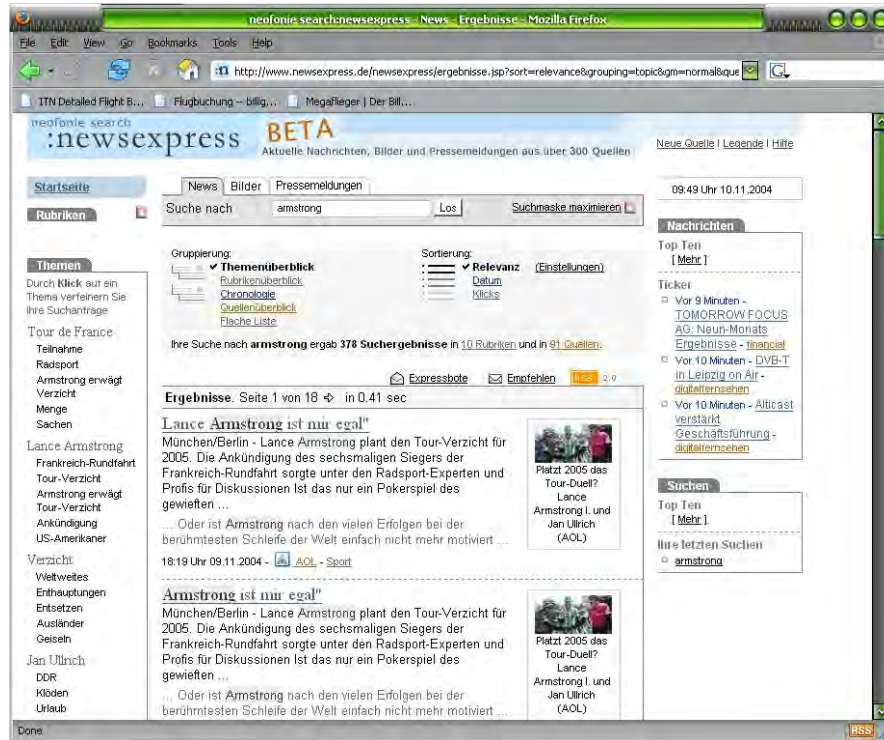 neofonie search:newsexpress - News - Ergebnisse - Mozilla Firefox
File Edit View Go Bookmarks Tools Help
http://www.newsexpress.de/newsexpress/ergebnisse.jsp?sort=relevance&grouping=topic&gm=normal&que
ITN Detailed Flight B... Flugbuchung -- billig... Megaflieger | Der Bill...
neofonie search
:newsexpress BETA
Aktuelle Nachrichten, Bilder und Pressemeldungen aus über 300 Quellen
Neue Quelle | Legende | Hilfe
Startseite
Rubriken
Themen
Durch Klick auf ein
Thema verfeinern Sie
Ihre Suchanfrage
Tour de France
Teilnahme
Radsport
Armstrong erwägt
Verzicht
Menge
Sachen
Lance Armstrong
Frankreich-Rundfahrt
Tour-Verzicht
Armstrong erwägt
Tour-Verzicht
Ankündigung
US-Amerikaner
Verzicht
Weltweites
Enthauptungen
Entsetzen
Ausländer
Geiseln
Jan Ullrich
DDR
Klöden
Urlaub
News Bilder Pressemeldungen
Suche nach armstrong Los Suchmaske maximieren
Gruppierung:
Themenüberblick
Rubrikenüberblick
Chronologie
Quellenüberblick
Flache Liste
Sortierung:
Relevanz (Einstellungen)
Datum
Klicks
Ihre Suche nach armstrong ergab 378 Suchergebnisse in 10 Rubriken und in 91 Quellen.
Expressbote Empfehlen RSS 2.0
Ergebnisse. Seite 1 von 18 in 0.41 sec
Lance Armstrong ist mir egal"
München/Berlin - Lance Armstrong plant den Tour-Verzicht für
2005. Die Ankündigung des sechsmaligen Siegers der
Frankreich-Rundfahrt sorgte unter den Radsport-Experten und
Profis für Diskussionen Ist das nur ein Pokerspiel des
gewieften ...
... Oder ist Armstrong nach den vielen Erfolgen bei der
berühmtesten Schleife der Welt einfach nicht mehr motiviert ...
18:19 Uhr 09.11.2004 - AOL - Sport
Platzt 2005 das
Tour-Duell?
Lance
Armstrong l. und
Jan Ullrich
(AOL)
Armstrong ist mir egal"
München/Berlin - Lance Armstrong plant den Tour-Verzicht für
2005. Die Ankündigung des sechsmaligen Siegers der
Frankreich-Rundfahrt sorgte unter den Radsport-Experten und
Profis für Diskussionen Ist das nur ein Pokerspiel des
gewieften ...
... Oder ist Armstrong nach den vielen Erfolgen bei der
berühmtesten Schleife der Welt einfach nicht mehr motiviert ...
Platzt 2005 das
Tour-Duell?
Lance
Armstrong l. und
Jan Ullrich
(AOL)
09:49 Uhr 10.11.2004
Nachrichten
Top Ten
[ Mehr ]
Ticker
Vor 9 Minuten -
TOMORROW FOCUS
AG: Neun-Monats
Ergebnisse - financial
Vor 10 Minuten - DVB-T
in Leipzig on Air -
digitalfernsehen
Vor 10 Minuten - Alticast
verstärkt
Geschäftsführung -
digitalfernsehen
Suchen
Top Ten
[ Mehr ]
Ihre letzten Suchen
armstrong
Done
RSS